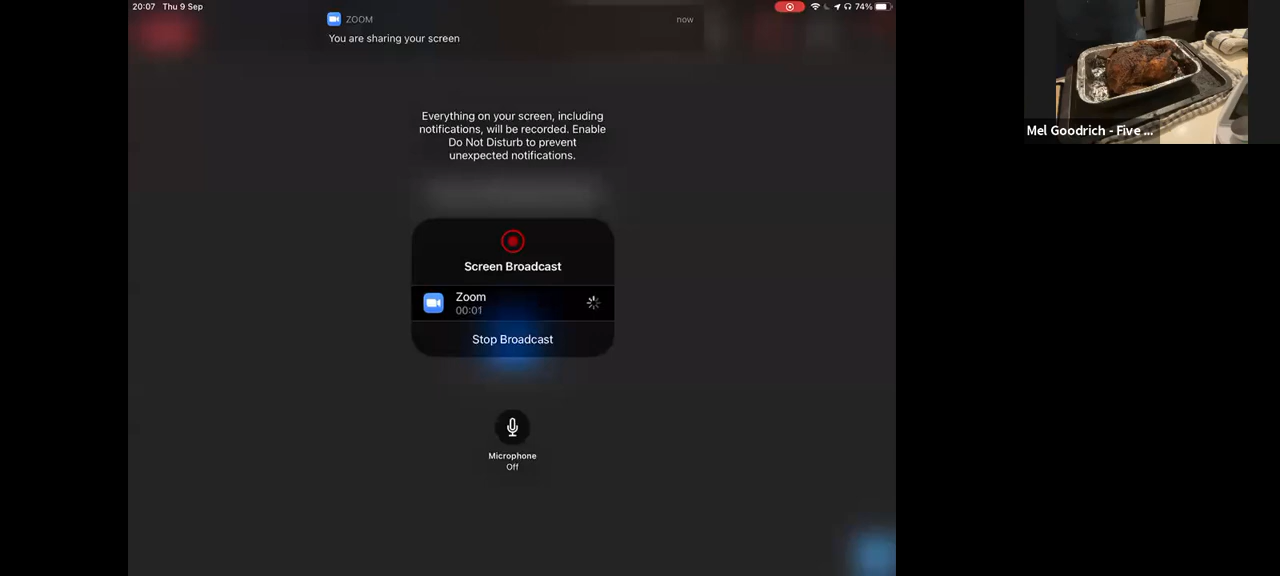 20:07 Thu 9 Sep
74%
ZOOM
now
You are sharing your screen
Everything on your screen, including
notifications, will be recorded. Enable
Do Not Disturb to prevent
unexpected notifications.
Screen Broadcast
Zoom
00:01
Stop Broadcast
Microphone
Off
Mel Goodrich - Five ...